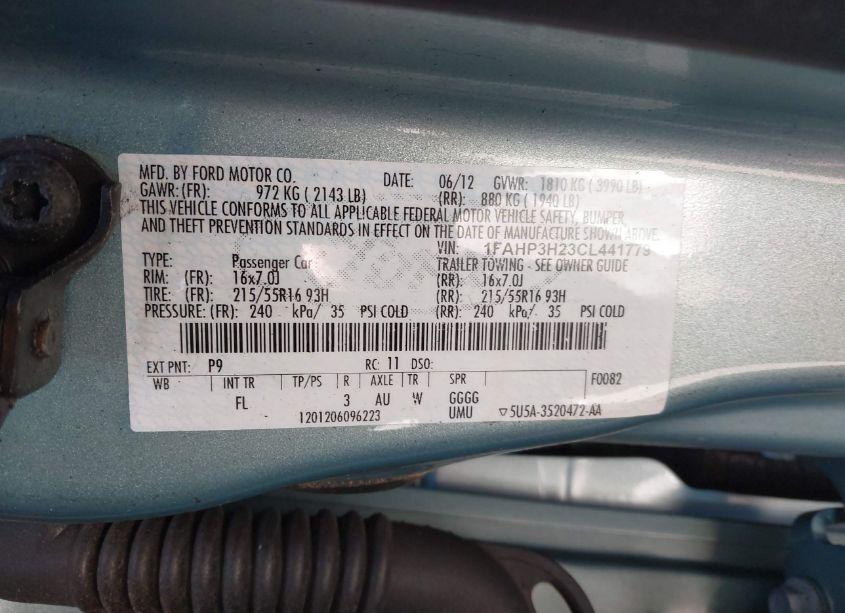 MFD. BY FORD MOTOR CO. DATE: 06/12 GVWR: 1810 KG ( 3990 LB)
GAWR: (FR): 972 KG ( 2143 LB) (RR): 880 KG ( 1940 LB)
THIS VEHICLE CONFORMS TO ALL APPLICABLE FEDERAL MOTOR VEHICLE SAFETY, BUMPER,
AND THEFT PREVENTION STANDARDS IN EFFECT ON THE DATE OF MANUFACTURE SHOWN ABOVE.
VIN: 1FAHP3H23CL441779
TYPE: Passenger Car TRAILER TOWING - SEE OWNER GUIDE
RIM: (FR): 16x7.0J (RR): 16x7.0J
TIRE: (FR): 215/55R16 93H (RR): 215/55R16 93H
PRESSURE: (FR): 240 kPa/ 35 PSI COLD (RR): 240 kPa/ 35 PSI COLD
EXT PNT: P9 RC: 11 DSO: F0082
WB INT TR TP/PS R AXLE TR SPR
FL 3 AU W GGGG
1201206096223 UMU ▽5U5A-3520472-AA